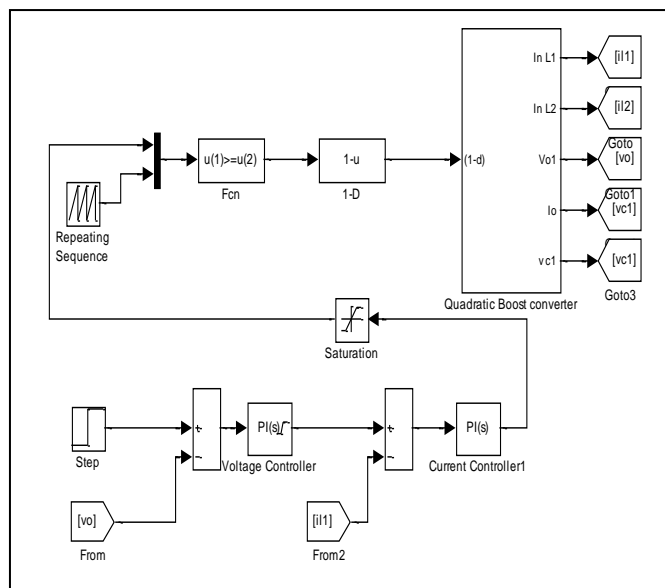 In L1
[il1]
In L2
[il2]
Goto
u(1)>=u(2)
1-u
(1-d)
Vo1
[vo]
Fcn
1-D
Goto1
Io
[vc1]
Repeating
Sequence
vc1
[vc1]
Quadratic Boost converter
Goto3
Saturation
+
−
PI(s)
+
−
PI(s)
Step
Voltage Controller
Current Controller1
[vo]
[il1]
From
From2